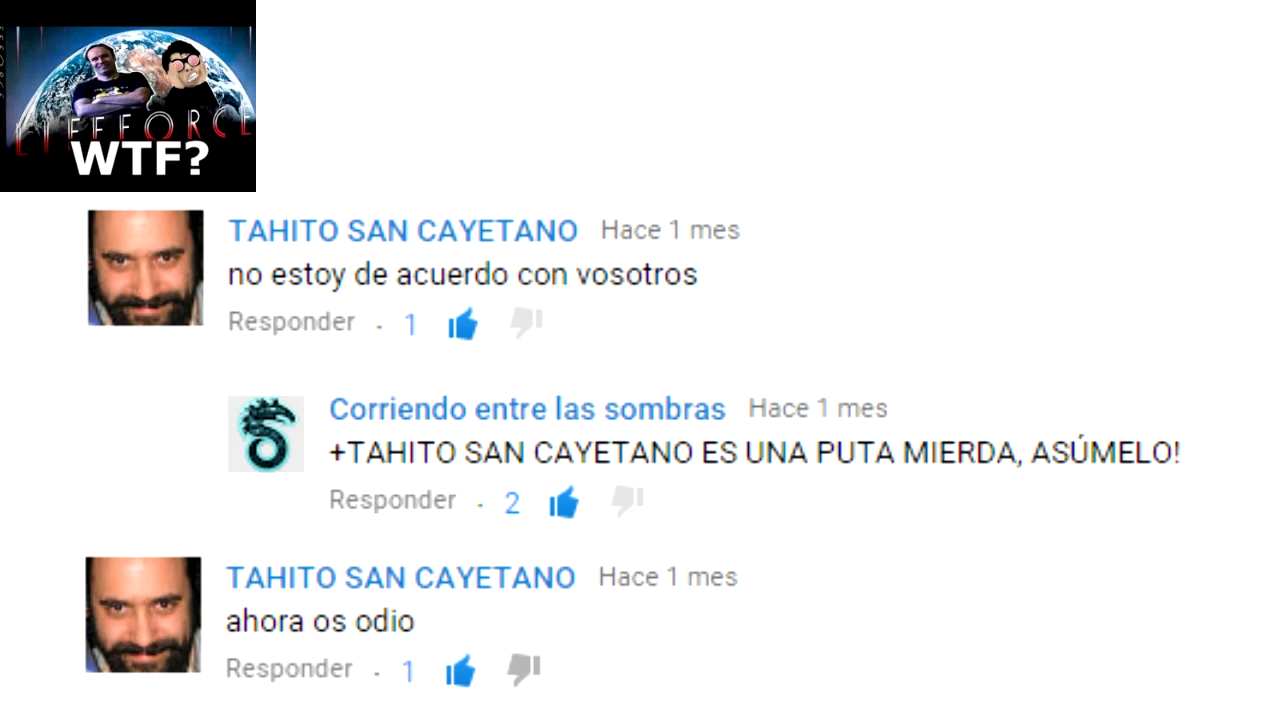 LIFEFORCE
WTF?
TAHITO SAN CAYETANO Hace 1 mes
no estoy de acuerdo con vosotros
Responder · 1
Corriendo entre las sombras Hace 1 mes
+TAHITO SAN CAYETANO ES UNA PUTA MIERDA, ASÚMELO!
Responder · 2
TAHITO SAN CAYETANO Hace 1 mes
ahora os odio
Responder · 1